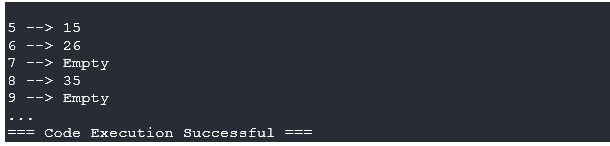 5 --> 15
6 --> 26
7 --> Empty
8 --> 35
9 --> Empty
...
=== Code Execution Successful ===